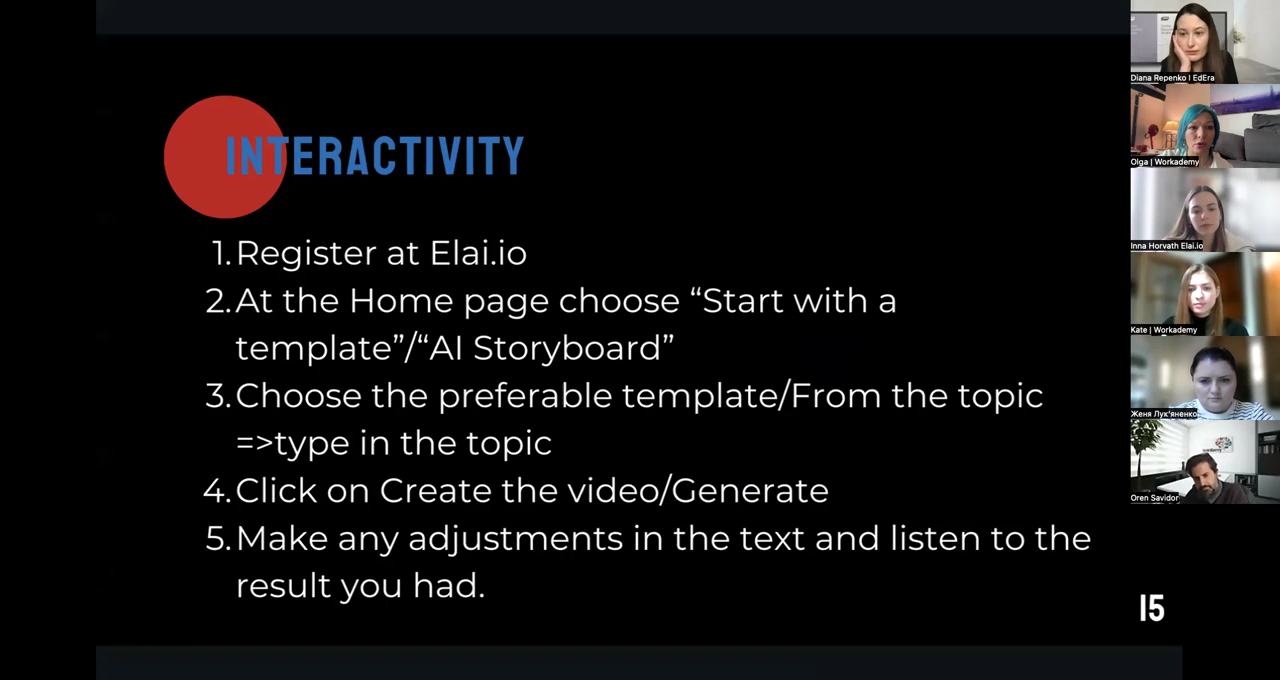 INTERACTIVITY
1.Register at Elai.io
2.At the Home page choose “Start with a
template”/“AI Storyboard”
3.Choose the preferable template/From the topic
=>type in the topic
4.Click on Create the video/Generate
5.Make any adjustments in the text and listen to the
result you had.
15
Diana Repenko | EdEra
Olga | Workademy
Inna Horvath Elai.io
Kate | Workademy
Женя Лук'яненко
Oren Savidor